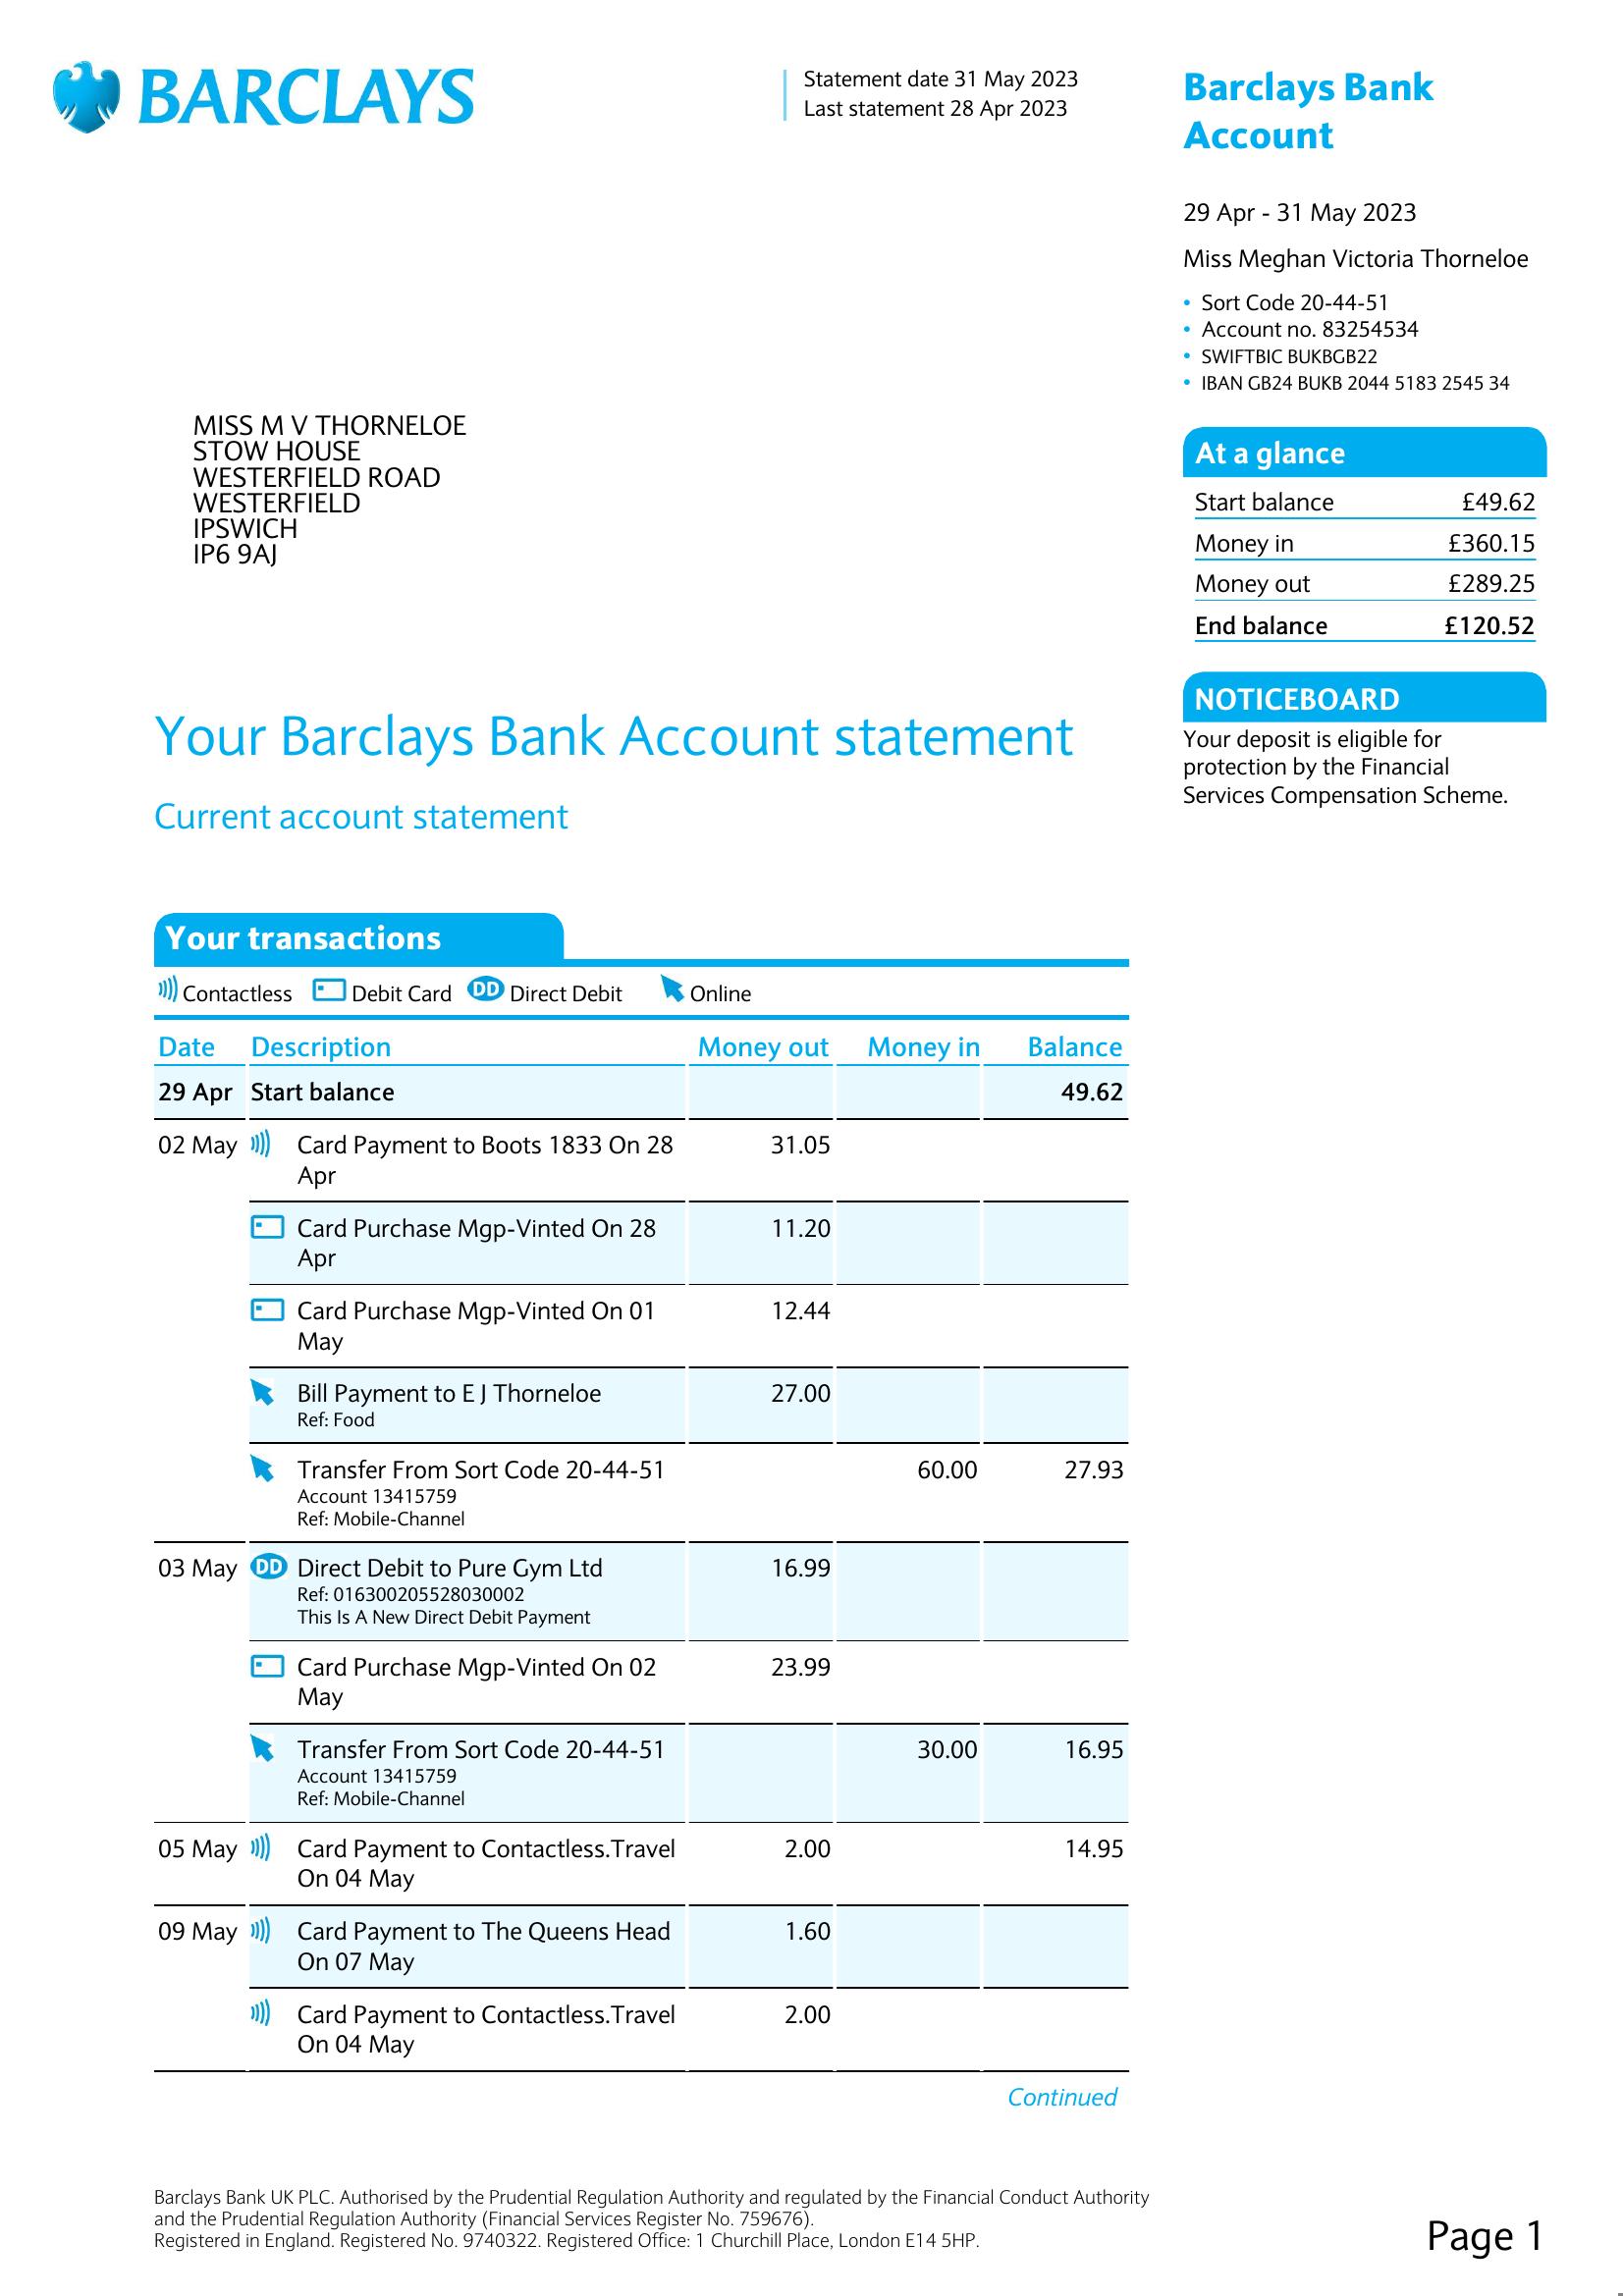 BARCLAYS
Statement date 31 May 2023
Last statement 28 Apr 2023
Barclays Bank
Account
29 Apr - 31 May 2023
Miss Meghan Victoria Thorneloe
• Sort Code 20-44-51
• Account no. 83254534
• SWIFTBIC BUKBGB22
• IBAN GB24 BUKB 2044 5183 2545 34
MISS M V THORNELOE
STOW HOUSE
WESTERFIELD ROAD
WESTERFIELD
IPSWICH
IP6 9AJ
At a glance
Start balance £49.62
Money in £360.15
Money out £289.25
End balance £120.52
NOTICEBOARD
Your deposit is eligible for
protection by the Financial
Services Compensation Scheme.
Your Barclays Bank Account statement
Current account statement
Your transactions
Contactless Debit Card DD Direct Debit Online
Date Description Money out Money in Balance
29 Apr Start balance 49.62
02 May Card Payment to Boots 1833 On 28 31.05
Apr
Card Purchase Mgp-Vinted On 28 11.20
Apr
Card Purchase Mgp-Vinted On 01 12.44
May
Bill Payment to E J Thorneloe 27.00
Ref: Food
Transfer From Sort Code 20-44-51 60.00 27.93
Account 13415759
Ref: Mobile-Channel
03 May DD Direct Debit to Pure Gym Ltd 16.99
Ref: 016300205528030002
This Is A New Direct Debit Payment
Card Purchase Mgp-Vinted On 02 23.99
May
Transfer From Sort Code 20-44-51 30.00 16.95
Account 13415759
Ref: Mobile-Channel
05 May Card Payment to Contactless.Travel 2.00 14.95
On 04 May
09 May Card Payment to The Queens Head 1.60
On 07 May
Card Payment to Contactless.Travel 2.00
On 04 May
Continued
Barclays Bank UK PLC. Authorised by the Prudential Regulation Authority and regulated by the Financial Conduct Authority
and the Prudential Regulation Authority (Financial Services Register No. 759676).
Registered in England. Registered No. 9740322. Registered Office: 1 Churchill Place, London E14 5HP.
Page 1